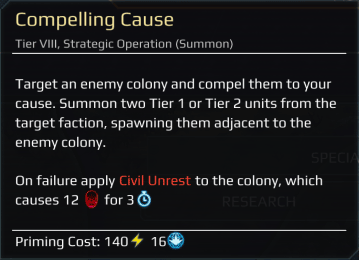 Compelling Cause
Tier VIII, Strategic Operation (Summon)
Target an enemy colony and compel them to your
cause. Summon two Tier 1 or Tier 2 units from the
target faction, spawning them adjacent to the
enemy colony.
SPECIA
On failure apply Civil Unrest to the colony, which
causes 12 for 3
RESEARCH
Priming Cost: 140 16